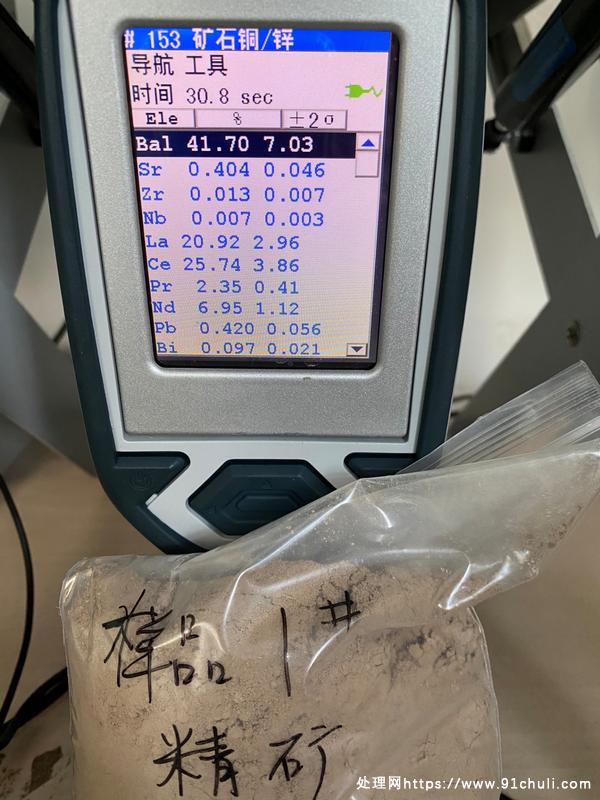 # 153 矿石铜/锌
导航 工具
时间 30.8 sec
Ele % ±2σ
Bal 41.70 7.03
Sr 0.404 0.046
Zr 0.013 0.007
Nb 0.007 0.003
La 20.92 2.96
Ce 25.74 3.86
Pr 2.35 0.41
Nd 6.95 1.12
Pb 0.420 0.056
Bi 0.097 0.021
样品 1#
精矿
处理网https://www.91chuli.com